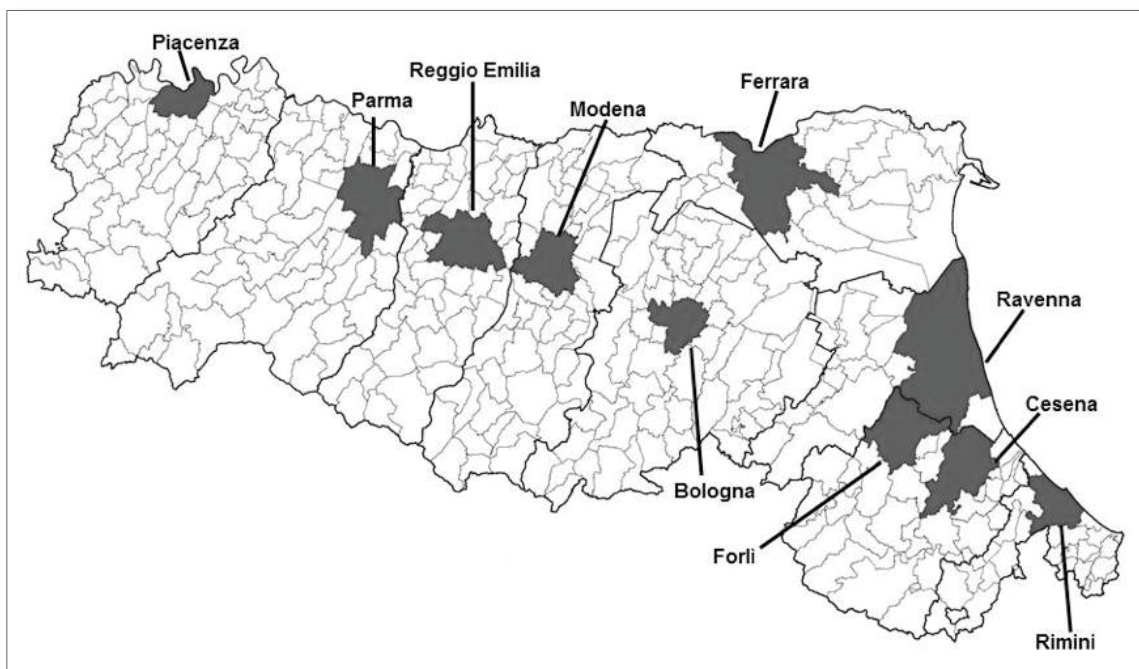 Piacenza
Reggio Emilia
Parma
Modena
Ferrara
Ravenna
Cesena
Bologna
Forlì
Rimini